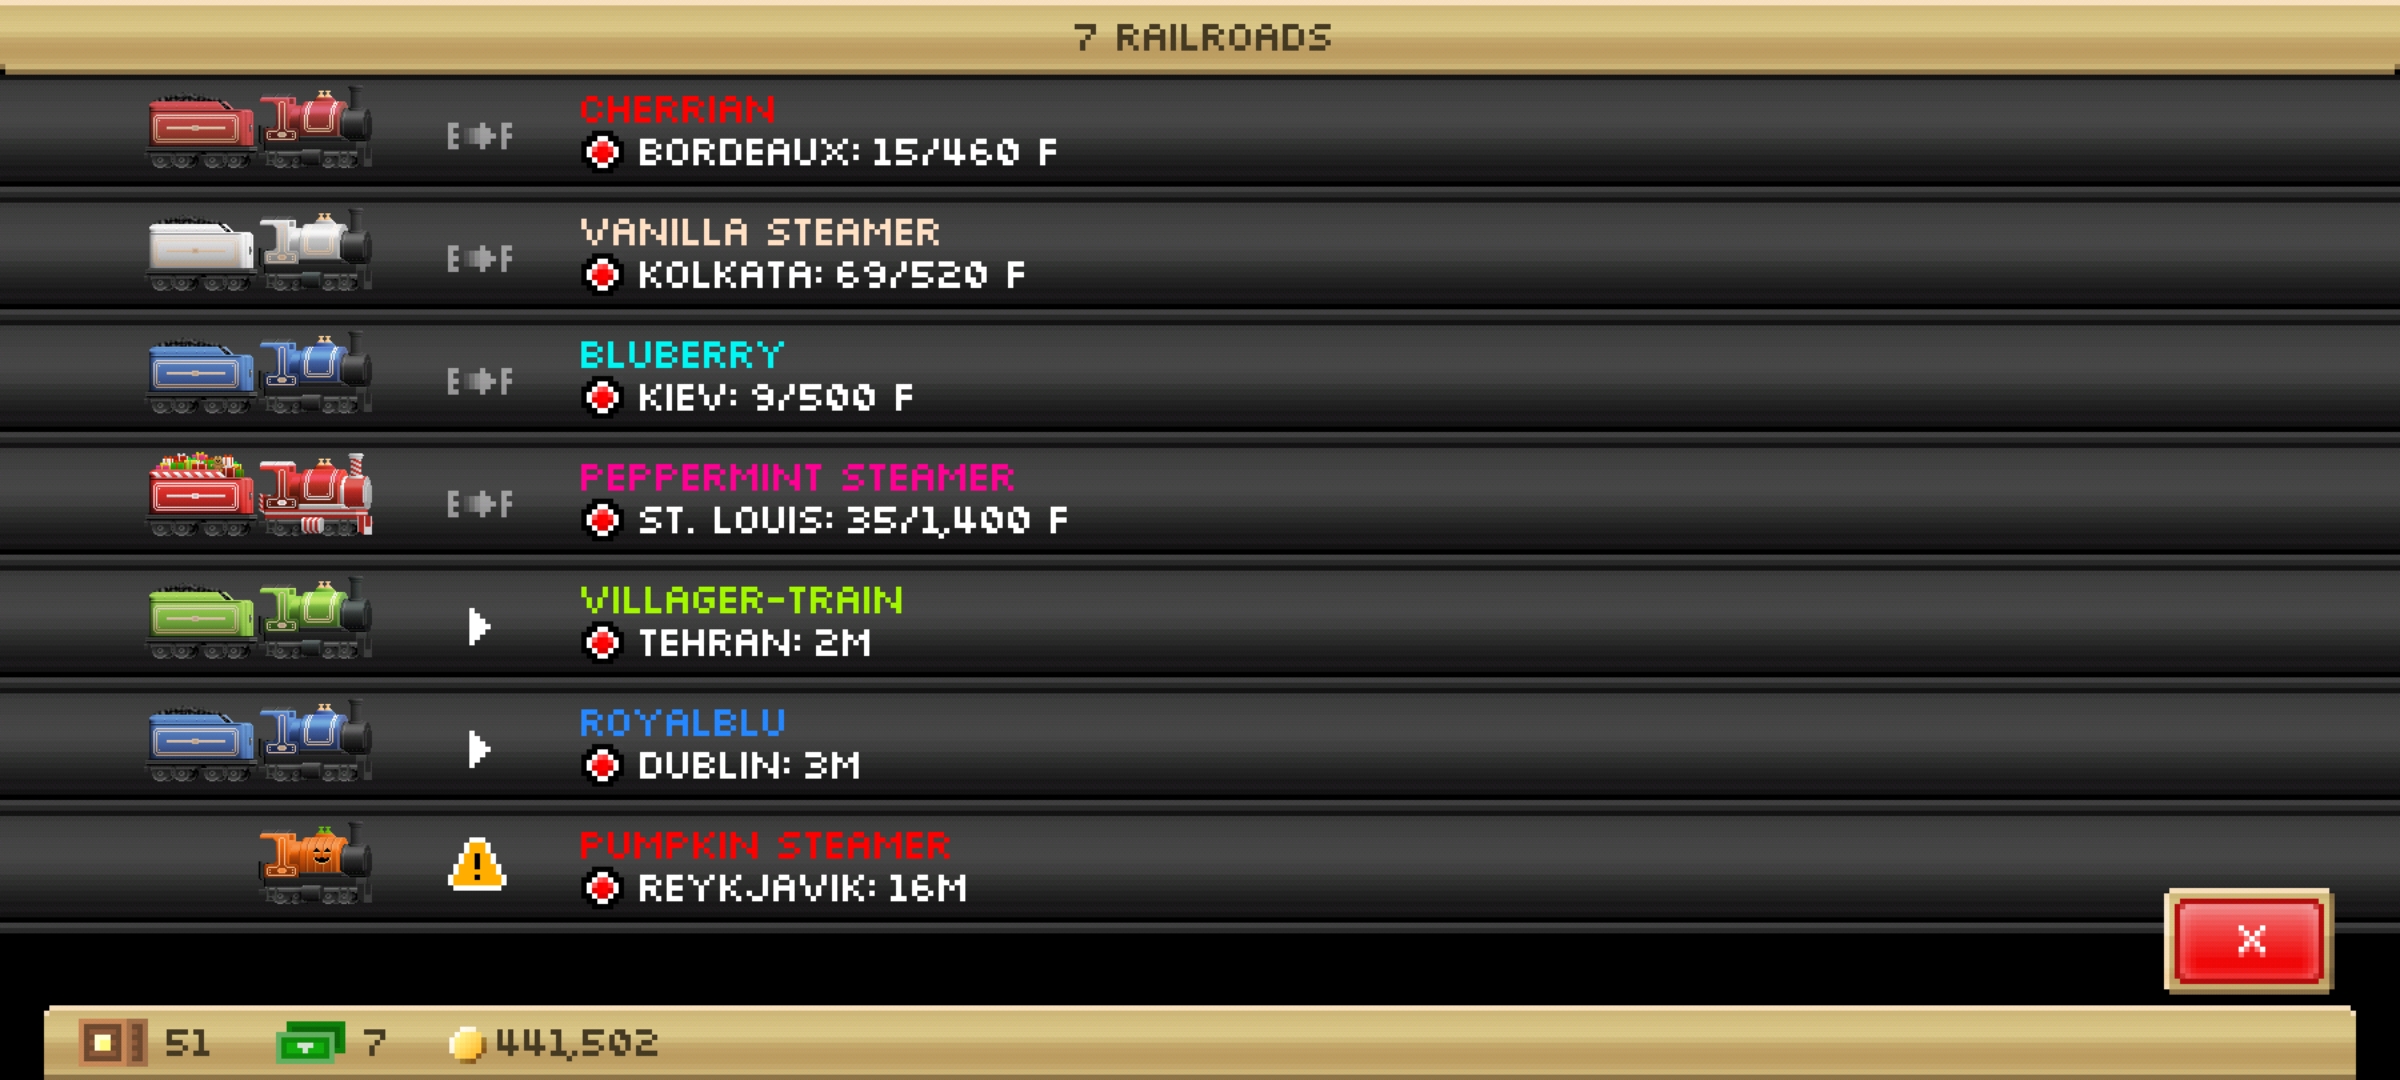 7 RAILROADS
CHERRIAN
E F
BORDEAUX: 15/460 F
VANILLA STEAMER
E F
KOLKATA: 69/520 F
BLUBERRY
E F
KIEV: 9/500 F
PEPPERMINT STEAMER
E F
ST. LOUIS: 35/1,400 F
VILLAGER-TRAIN
TEHRAN: 2M
ROYALBLU
DUBLIN: 3M
PUMPKIN STEAMER
!
REYKJAVIK: 16M
X
51 7 441,502